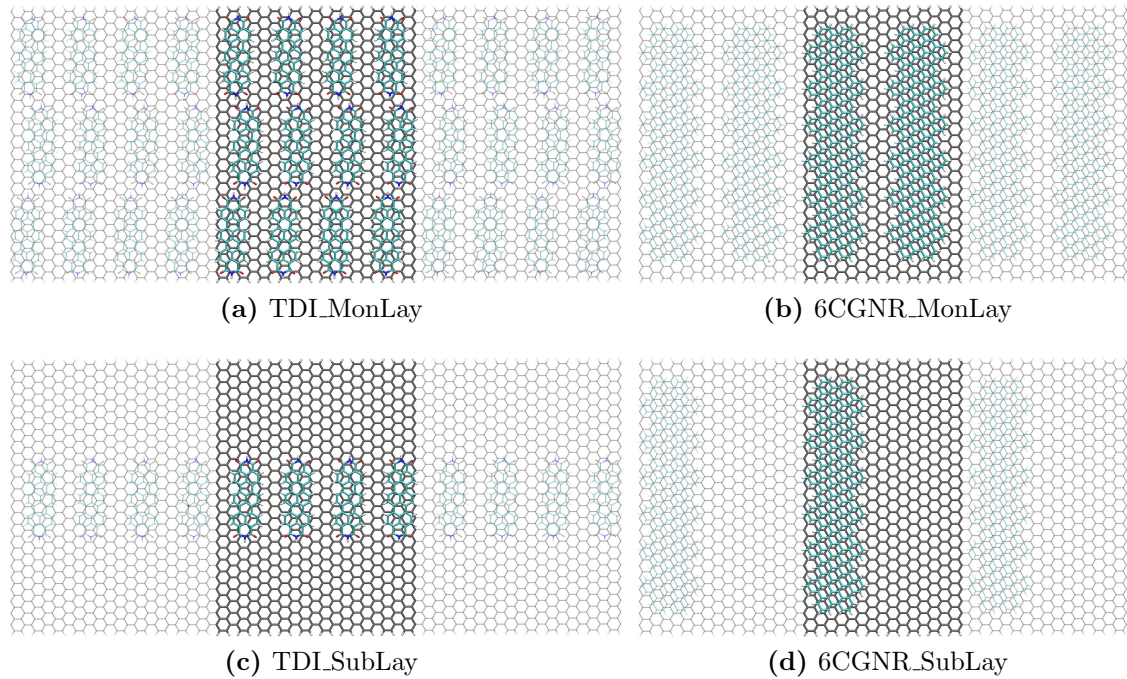 (a) TDI_MonLay
(b) 6CGNR_MonLay
(c) TDI_SubLay
(d) 6CGNR_SubLay